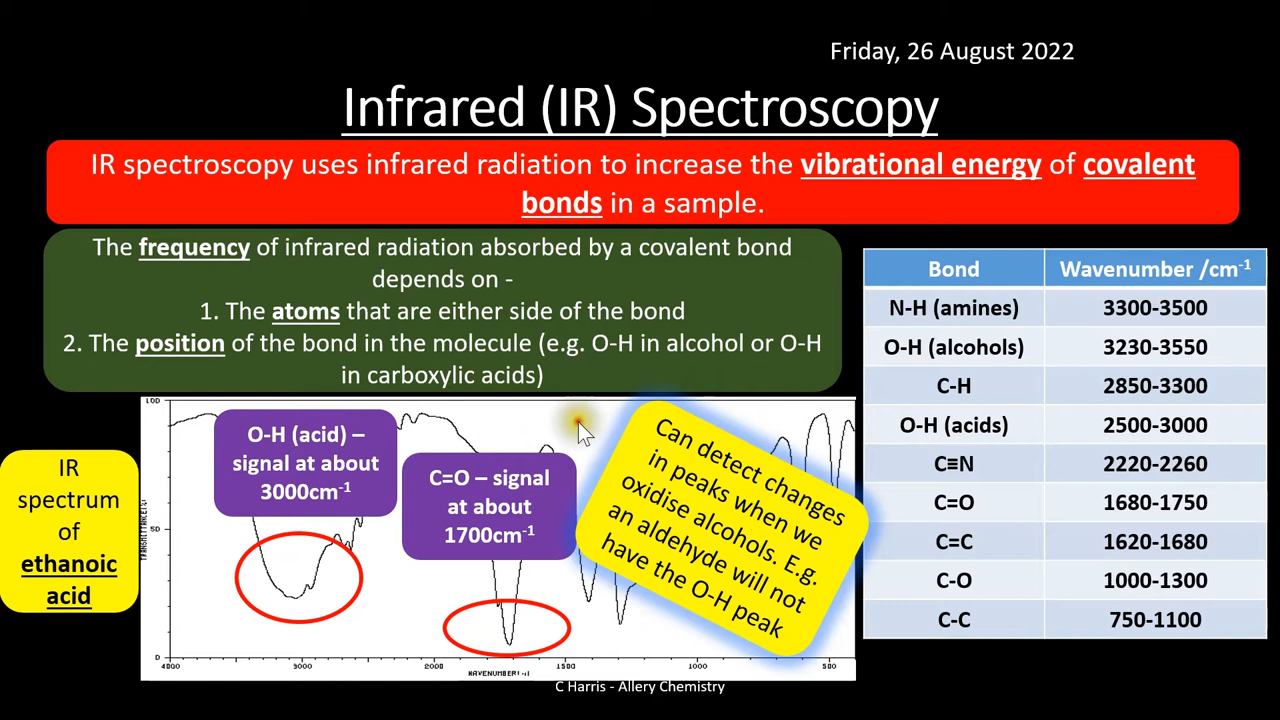 Friday, 26 August 2022
Infrared (IR) Spectroscopy
IR spectroscopy uses infrared radiation to increase the vibrational energy of covalent
bonds in a sample.
The frequency of infrared radiation absorbed by a covalent bond
depends on -
1. The atoms that are either side of the bond
2. The position of the bond in the molecule (e.g. O-H in alcohol or O-H
in carboxylic acids)
Bond Wavenumber /cm⁻¹
N-H (amines) 3300-3500
O-H (alcohols) 3230-3550
C-H 2850-3300
O-H (acids) 2500-3000
C≡N 2220-2260
C=O 1680-1750
C=C 1620-1680
C-O 1000-1300
C-C 750-1100
IR
spectrum
of
ethanoic
acid
O-H (acid) –
signal at about
3000cm⁻¹
C=O – signal
at about
1700cm⁻¹
Can detect changes
in peaks when we
oxidise alcohols. E.g.
an aldehyde will not
have the O-H peak
100
50
0
4000 3000 2000 1500 1000 500
C Harris - Allery Chemistry